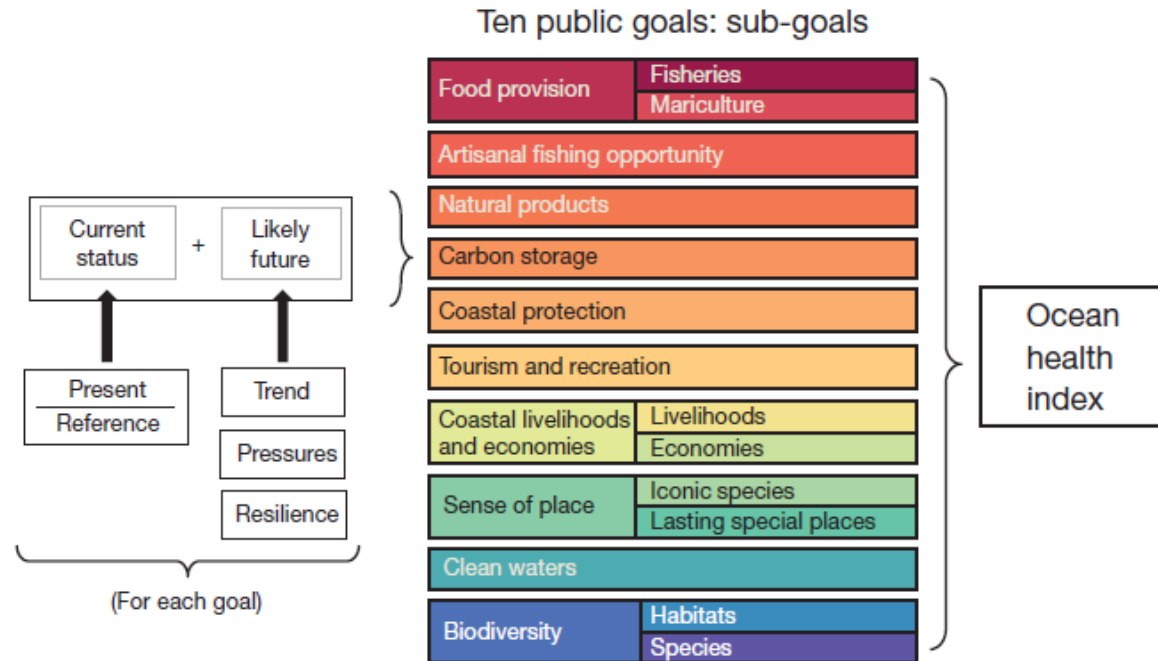 Ten public goals: sub-goals
Current
status
+
Likely
future
Present
Reference
Trend
Pressures
Resilience
(For each goal)
Food provision
Fisheries
Mariculture
Artisanal fishing opportunity
Natural products
Carbon storage
Coastal protection
Tourism and recreation
Coastal livelihoods
and economies
Livelihoods
Economies
Sense of place
Iconic species
Lasting special places
Clean waters
Biodiversity
Habitats
Species
Ocean
health
index